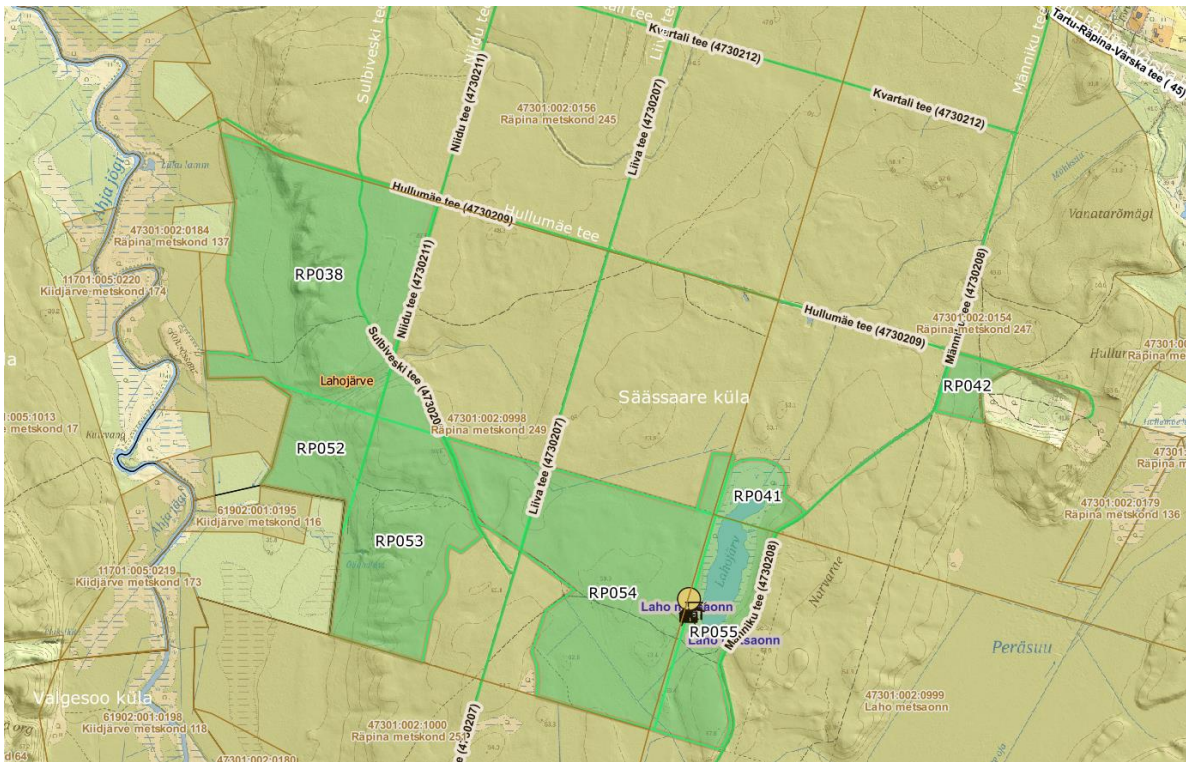 Kvartali tee (4730212)
Sulbiveski tee
Niidu tee
Liiva tee
Männiku tee
Tartu-Räpina-Värska tee ( 45)
Niidu tee (4730211)
Liiva tee (4730207)
Kvartali tee (4730212)
47301:002:0156
Räpina metskond 245
Ahja jõgi
Vanatarõmägi
Hullumäe tee (4730209)
Hullumäe tee
47301:002:0184
Räpina metskond 137
11701:005:0220
Kiidjärve metskond 174
RP038
Niidu tee (4730211)
Männiku tee (4730208)
47301:002:0154
Räpina metskond 247
Hullumäe tee (4730209)
Lahojärve
RP042
Säässaare küla
47301:002:0998
Räpina metskond 249
Liiva tee (4730207)
RP052
RP041
47301:002:0179
Räpina metskond 136
61902:001:0195
Kiidjärve metskond 116
Ahja jõgi
RP053
Lahojärv
Männiku tee (4730208)
11701:005:0219
Kiidjärve metskond 173
RP054
RP055
Peräsuu
Valgesoo küla
61902:001:0198
Kiidjärve metskond 118
47301:002:0999
Laho metsaonn
47301:002:1000
47301:002:0180